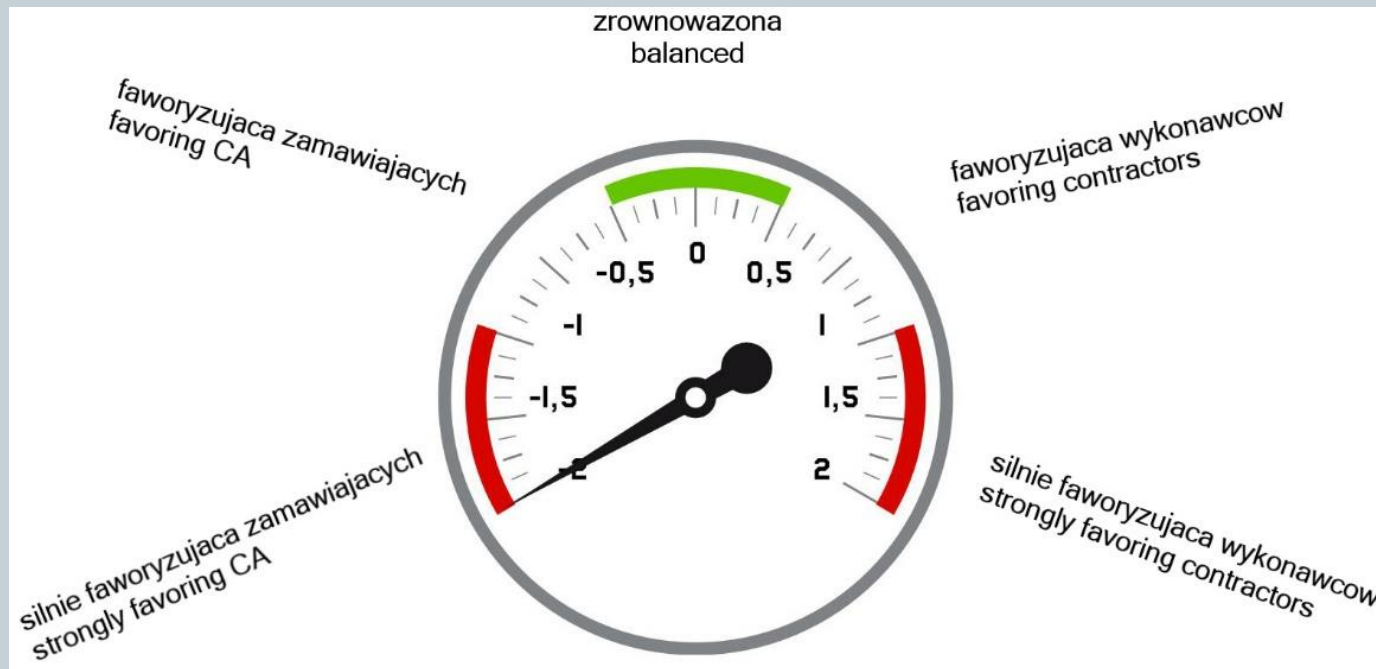 zrownowazona
balanced
faworyzujaca zamawiajacych
favoring CA
faworyzujaca wykonawcow
favoring contractors
-0,5
0
0,5
-1
1
-1,5
1,5
-2
2
silnie faworyzujaca zamawiajacych
strongly favoring CA
silnie faworyzujaca wykonawcow
strongly favoring contractors